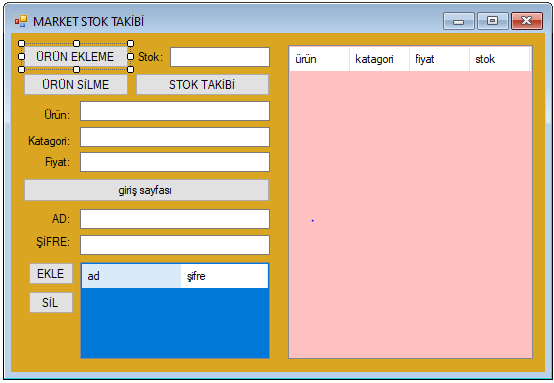 MARKET STOK TAKİBİ
ÜRÜN EKLEME Stok:
ÜRÜN SİLME STOK TAKİBİ
Ürün:
Katagori:
Fiyat:
giriş sayfası
AD:
ŞİFRE:
EKLE
SİL
ad şifre
ürün katagori fiyat stok